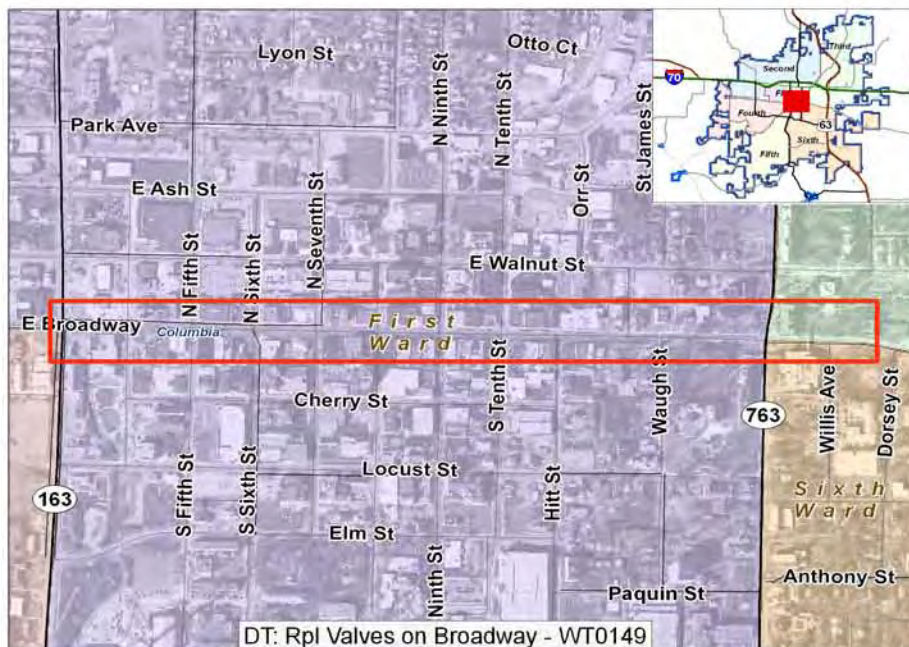 Lyon St
Otto Ct
Third
Second
70
Fourth
63
Sixth
Fifth
Park Ave
N Ninth St
N Tenth St
St James St
E Ash St
Orr St
N Fifth St
N Sixth St
N Seventh St
E Walnut St
E Broadway
Columbia
First
Ward
Cherry St
S Tenth St
Waugh St
763
Willis Ave
Dorsey St
Locust St
163
S Fifth St
S Sixth St
Hitt St
Sixth
Ward
Elm St
Ninth St
Paquin St
Anthony St
DT: Rpl Valves on Broadway - WT0149